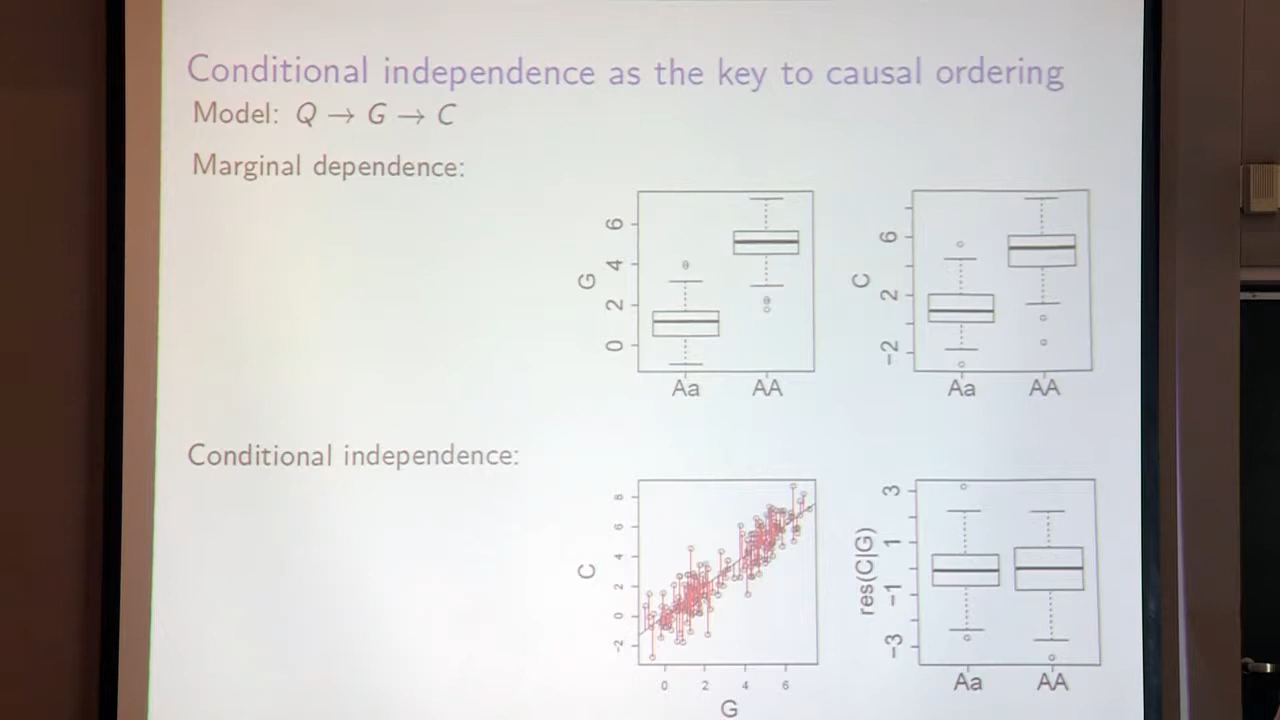 Conditional independence as the key to causal ordering
Model: Q → G → C
Marginal dependence:
G
6
4
2
0
Aa AA
C
6
2
−2
Aa AA
Conditional independence:
C
8
6
4
2
0
−2
0 2 4 6
G
res(C|G)
3
1
−1
−3
Aa AA